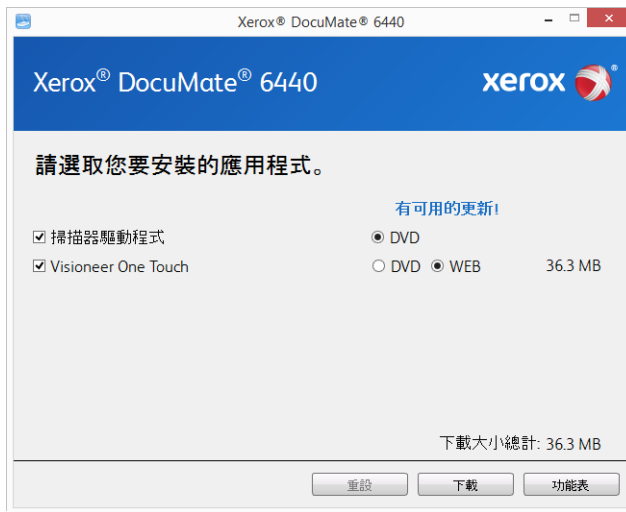 Xerox® DocuMate® 6440
Xerox® DocuMate® 6440 xerox®
請選取您要安裝的應用程式。
有可用的更新!
掃描器驅動程式 DVD
Visioneer One Touch DVD WEB 36.3 MB
下載大小總計: 36.3 MB
重設 下載 功能表